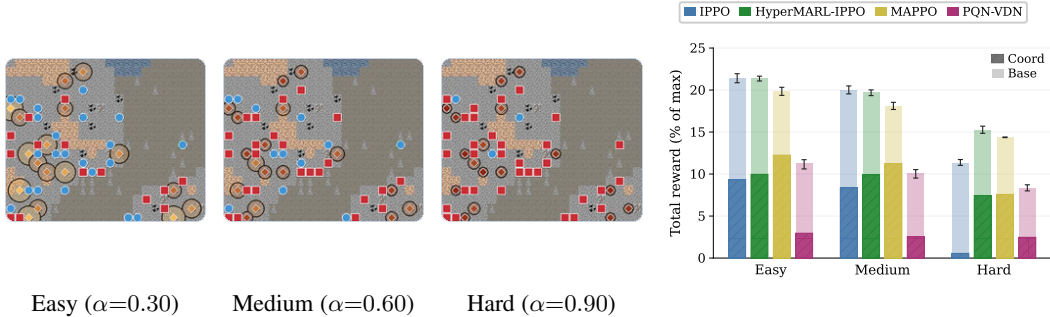 IPPO HyperMARL-IPPO MAPPO PQN-VDN
Total reward (% of max)
25
20
15
10
5
0
Coord
Base
Easy Medium Hard
Easy (α=0.30) Medium (α=0.60) Hard (α=0.90)